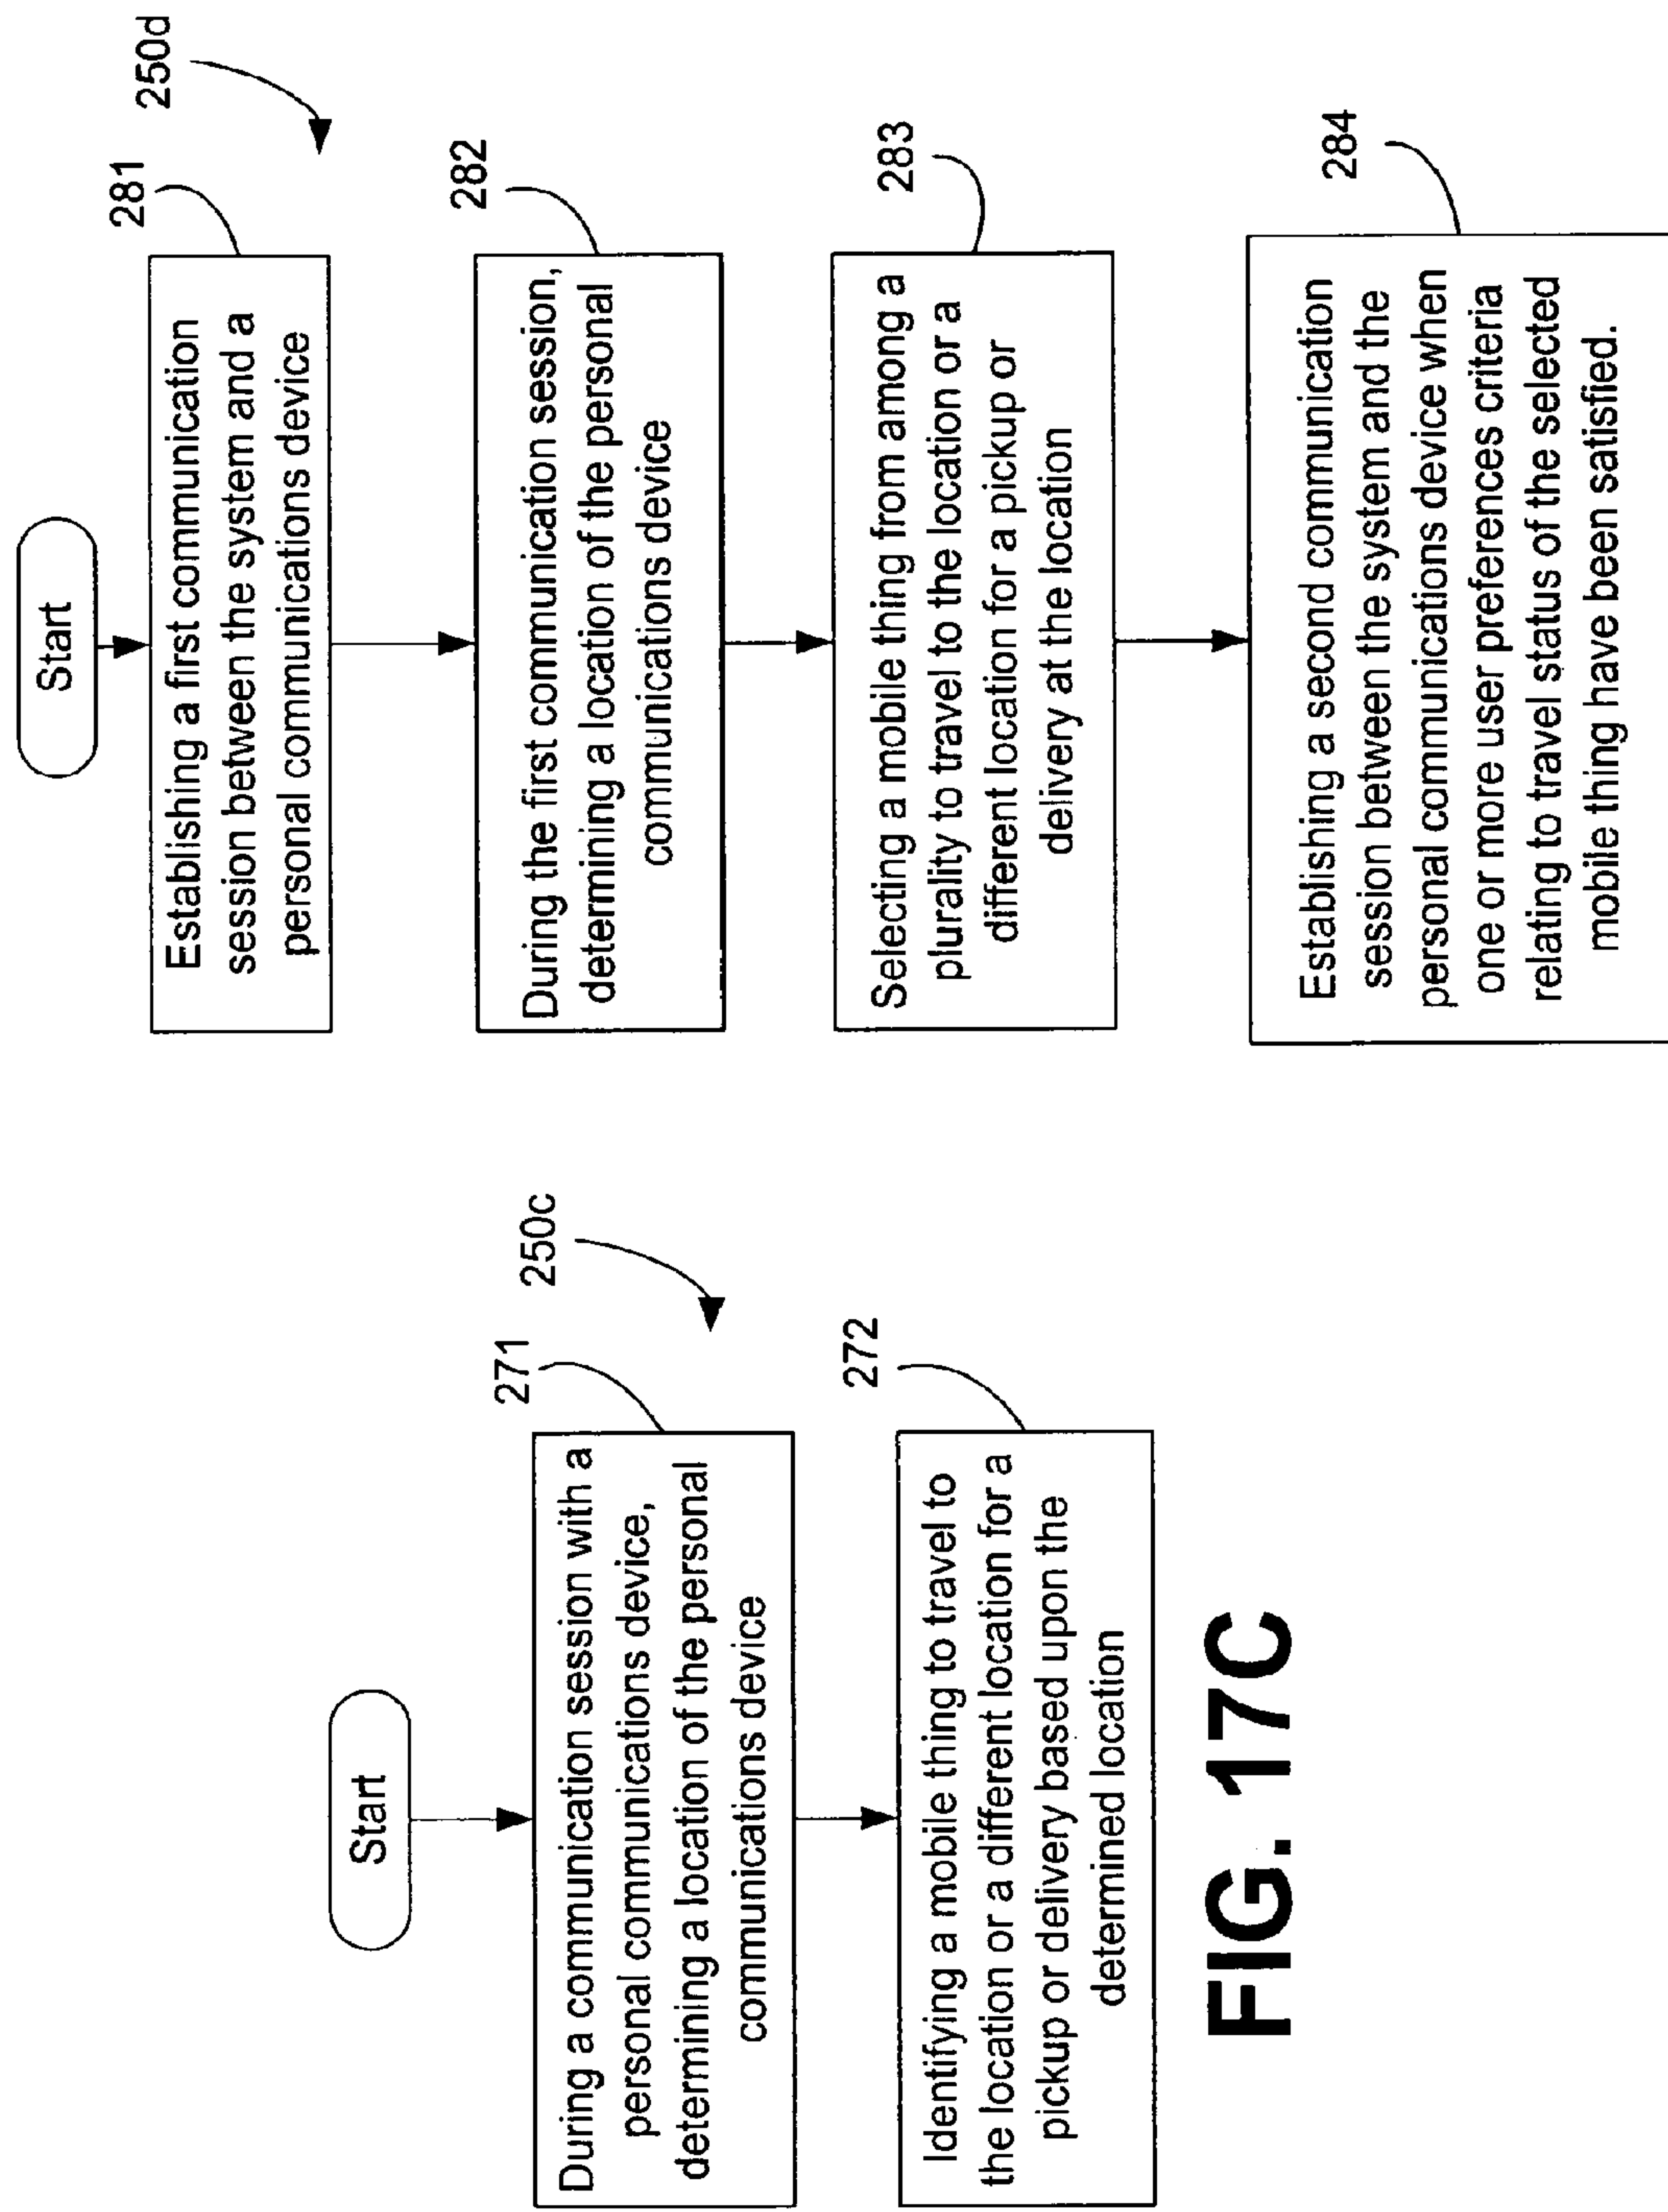 Start
271
During a communication session with a
personal communications device,
determining a location of the personal
communications device
250c
272
Identifying a mobile thing to travel to
the location or a different location for a
pickup or delivery based upon the
determined location
FIG. 17C
Start
281
Establishing a first communication
session between the system and a
personal communications device
250d
282
During the first communication session,
determining a location of the personal
communications device
283
Selecting a mobile thing from among a
plurality to travel to the location or a
different location for a pickup or
delivery at the location
284
Establishing a second communication
session between the system and the
personal communications device when
one or more user preferences criteria
relating to travel status of the selected
mobile thing have been satisfied.